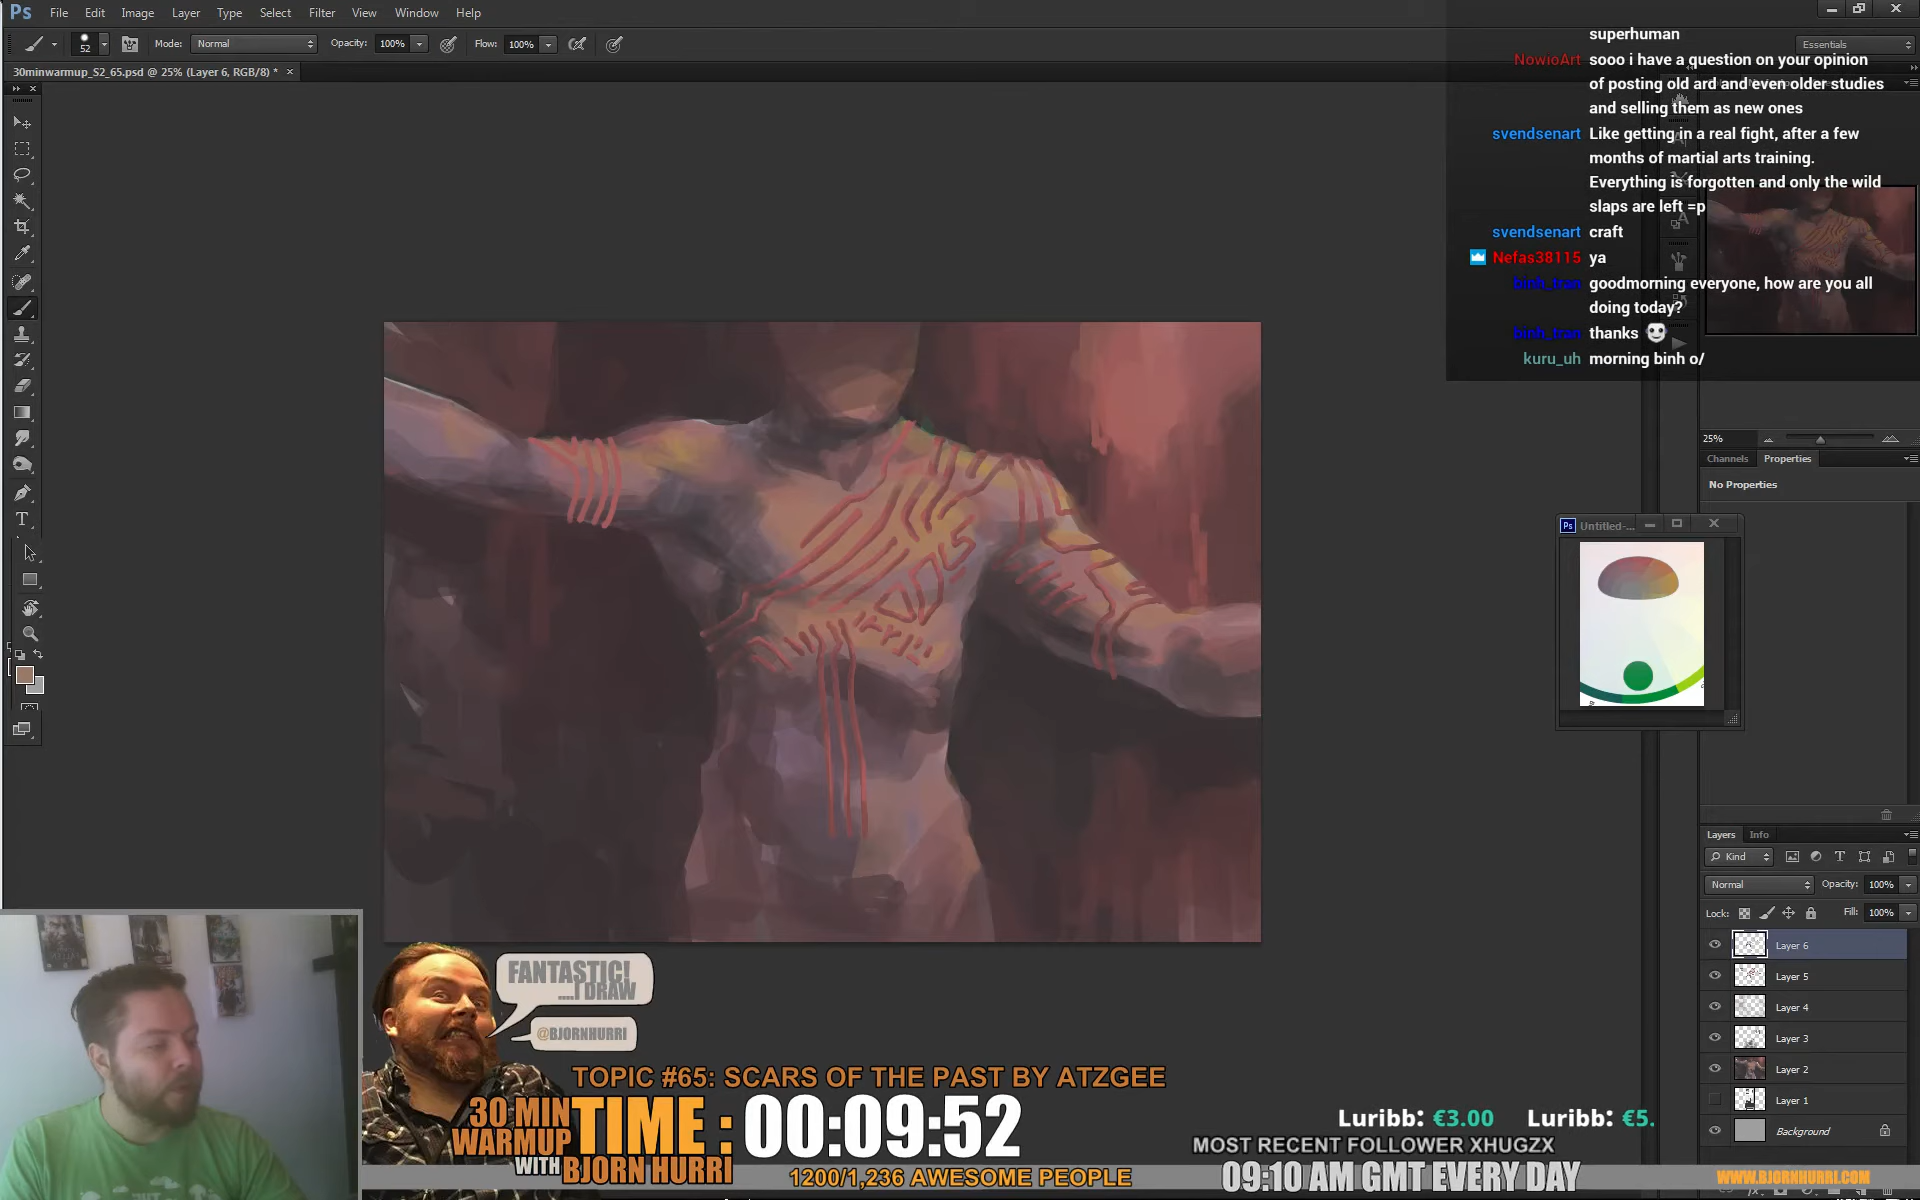 Ps File Edit Image Layer Type Select Filter View Window Help
52 Mode: Normal Opacity: 100% Flow: 100% Essentials
30minwarmup_S2_65.psd @ 25% (Layer 6, RGB/8) * ×
superhuman
NowioArt sooo i have a question on your opinion
of posting old ard and even older studies
and selling them as new ones
svendsenart Like getting in a real fight, after a few
months of martial arts training.
Everything is forgotten and only the wild
slaps are left =p
svendsenart craft
Nefas38115 ya
binh_tran goodmorning everyone, how are you all
doing today?
binh_tran thanks
kuru_uh morning binh o/
25%
Channels Properties
No Properties
Ps Untitled-...
Layers Info
Kind
Normal Opacity: 100%
Lock: Fill: 100%
Layer 6
Layer 5
Layer 4
Layer 3
Layer 2
Layer 1
Background
FANTASTIC!
....I DRAW
@BJORNHURRI
TOPIC #65: SCARS OF THE PAST BY ATZGEE
30 MIN
WARMUP
WITH BJORN HURRI
TIME : 00:09:52
1200/1,236 AWESOME PEOPLE
Luribb: €3.00 Luribb: €5.
MOST RECENT FOLLOWER XHUGZX
09:10 AM GMT EVERY DAY
WWW.BJORNHURRI.COM